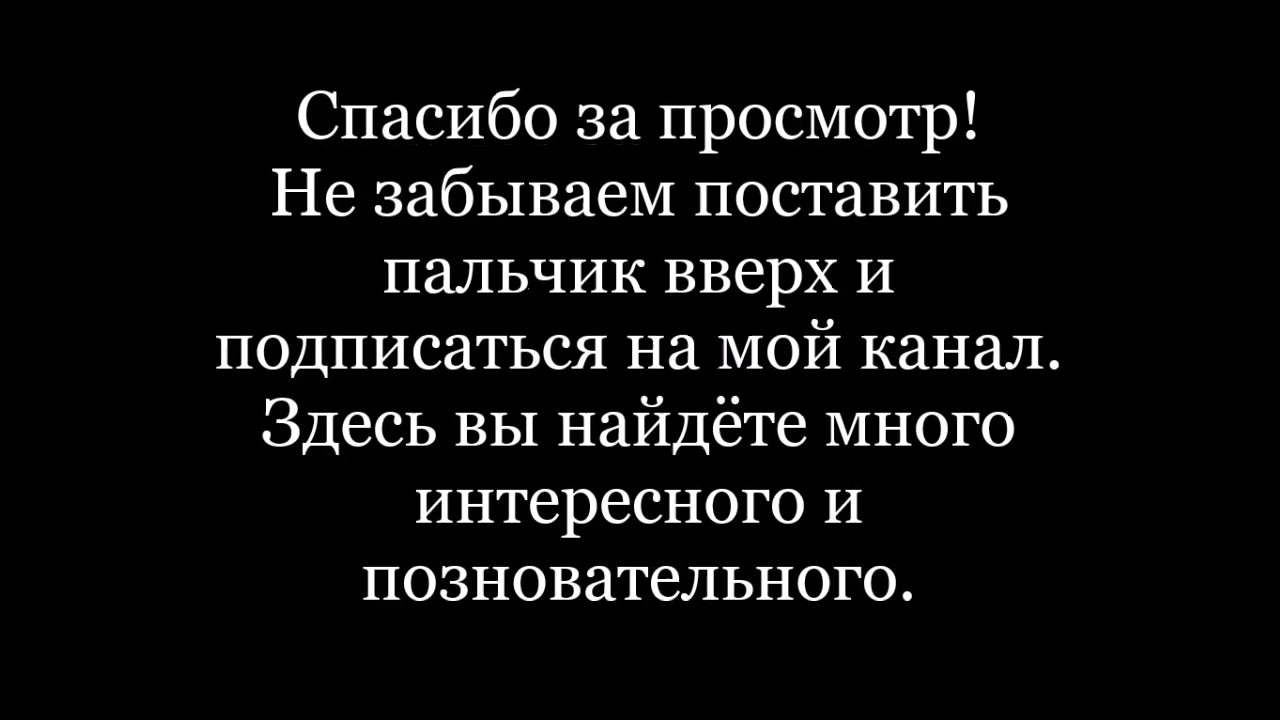 Спасибо за просмотр!
Не забываем поставить
пальчик вверх и
подписаться на мой канал.
Здесь вы найдёте много
интересного и
позновательного.